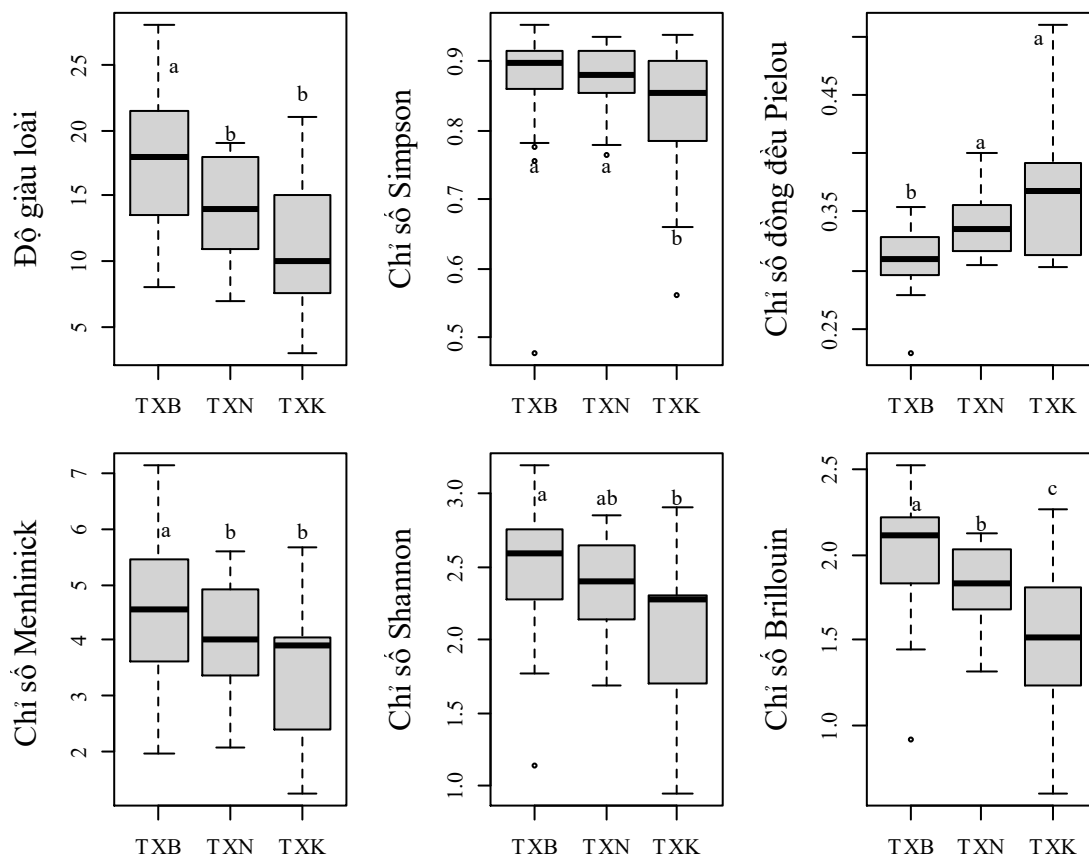 Độ giàu loài
25
20
15
10
5
a
b
b
TXB TXN TXK
Chỉ số Simpson
0.9
0.8
0.7
0.6
0.5
a
a
b
TXB TXN TXK
Chỉ số đồng đều Pielou
0.45
0.35
0.25
b
a
a
TXB TXN TXK
Chỉ số Menhinick
7
6
5
4
3
2
a
b
b
TXB TXN TXK
Chỉ số Shannon
3.0
2.5
2.0
1.5
1.0
a
ab
b
TXB TXN TXK
Chỉ số Brillouin
2.5
2.0
1.5
1.0
a
b
c
TXB TXN TXK